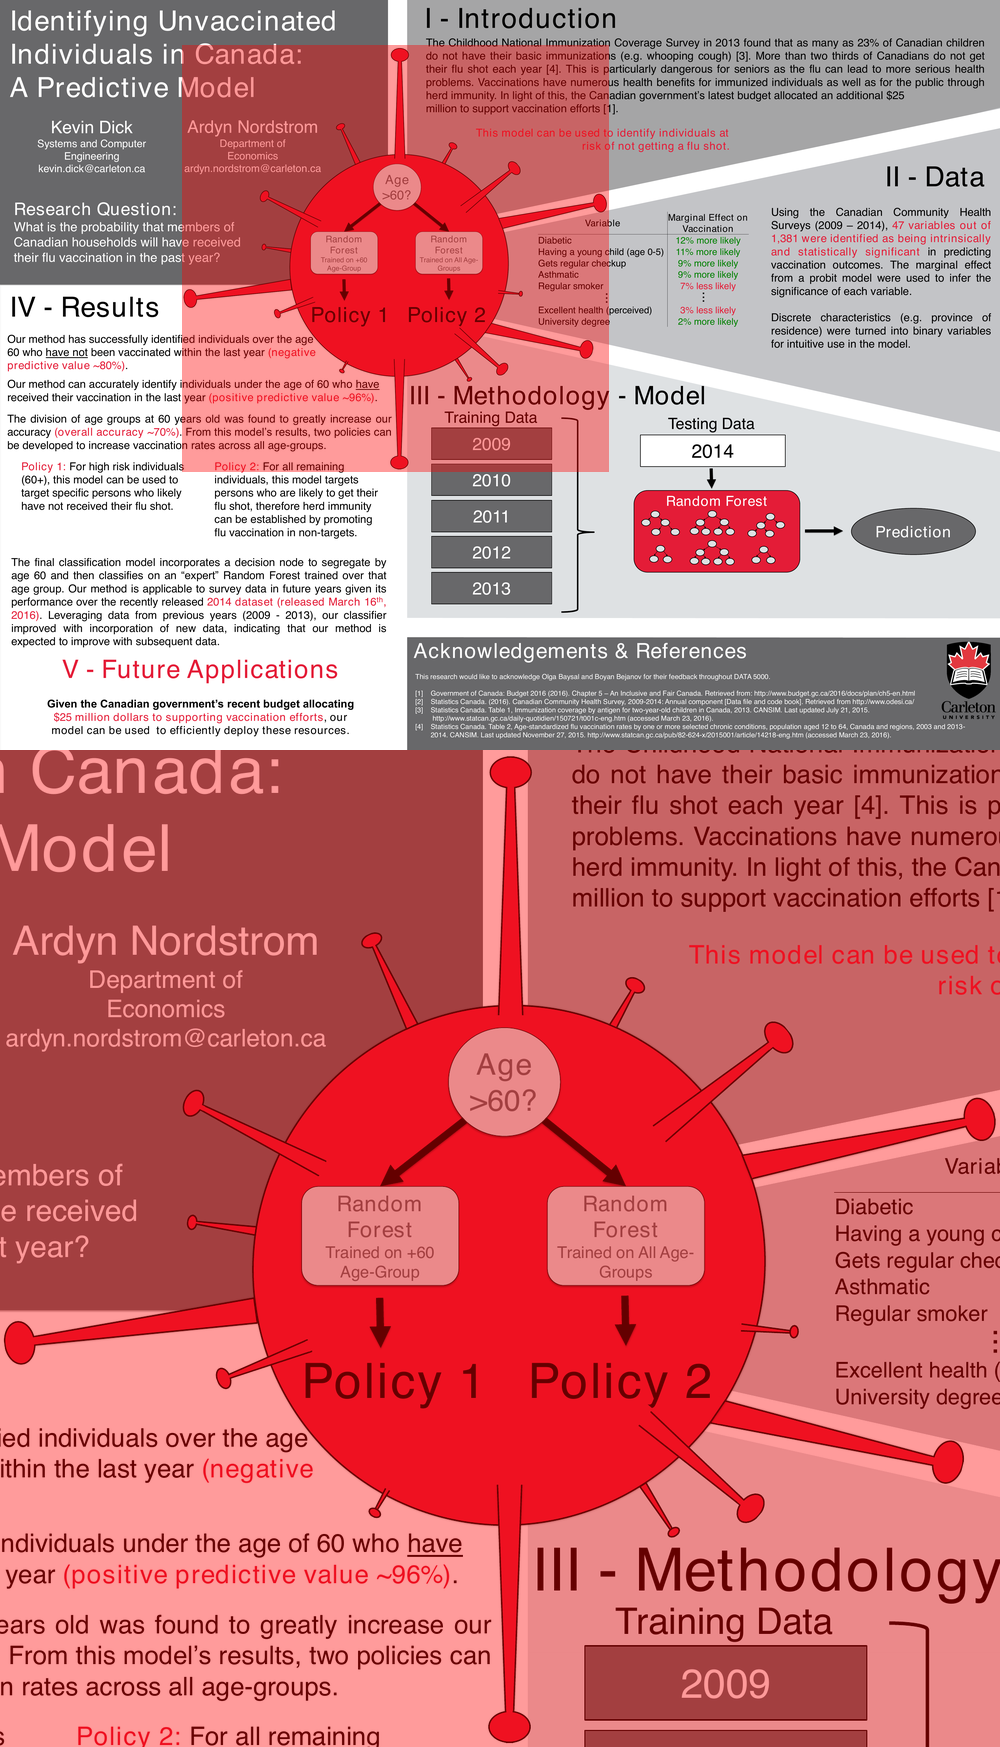 Identifying Unvaccinated
Individuals in Canada:
A Predictive Model
Kevin Dick
Systems and Computer
Engineering
kevin.dick@carleton.ca
Ardyn Nordstrom
Department of
Economics
ardyn.nordstrom@carleton.ca
Research Question:
What is the probability that members of
Canadian households will have received
their flu vaccination in the past year?
I - Introduction
The Childhood National Immunization Coverage Survey in 2013 found that as many as 23% of Canadian children
do not have their basic immunizations (e.g. whooping cough) [3]. More than two thirds of Canadians do not get
their flu shot each year [4]. This is particularly dangerous for seniors as the flu can lead to more serious health
problems. Vaccinations have numerous health benefits for immunized individuals as well as for the public through
herd immunity. In light of this, the Canadian government's latest budget allocated an additional $25
million to support vaccination efforts [1].
This model can be used to identify individuals at
risk of not getting a flu shot.
Age
>60?
Random
Forest
Trained on +60
Age-Group
Random
Forest
Trained on All Age-
Groups
Policy 1
Policy 2
II - Data
Variable
Marginal Effect on
Vaccination
Diabetic 12% more likely
Having a young child (age 0-5) 11% more likely
Gets regular checkup 9% more likely
Asthmatic 9% more likely
Regular smoker 7% less likely
⋮ ⋮
Excellent health (perceived) 3% less likely
University degree 2% more likely
Using the Canadian Community Health
Surveys (2009 – 2014), 47 variables out of
1,381 were identified as being intrinsically
and statistically significant in predicting
vaccination outcomes. The marginal effect
from a probit model were used to infer the
significance of each variable.
Discrete characteristics (e.g. province of
residence) were turned into binary variables
for intuitive use in the model.
IV - Results
Our method has successfully identified individuals over the age
60 who have not been vaccinated within the last year (negative
predictive value ~80%).
Our method can accurately identify individuals under the age of 60 who have
received their vaccination in the last year (positive predictive value ~96%).
The division of age groups at 60 years old was found to greatly increase our
accuracy (overall accuracy ~70%). From this model's results, two policies can
be developed to increase vaccination rates across all age-groups.
Policy 1: For high risk individuals
(60+), this model can be used to
target specific persons who likely
have not received their flu shot.
Policy 2: For all remaining
individuals, this model targets
persons who are likely to get their
flu shot, therefore herd immunity
can be established by promoting
flu vaccination in non-targets.
The final classification model incorporates a decision node to segregate by
age 60 and then classifies on an "expert" Random Forest trained over that
age group. Our method is applicable to survey data in future years given its
performance over the recently released 2014 dataset (released March 16th,
2016). Leveraging data from previous years (2009 - 2013), our classifier
improved with incorporation of new data, indicating that our method is
expected to improve with subsequent data.
V - Future Applications
Given the Canadian government's recent budget allocating
$25 million dollars to supporting vaccination efforts, our
model can be used to efficiently deploy these resources.
III - Methodology - Model
Training Data
2009
2010
2011
2012
2013
Testing Data
2014
Random Forest
Prediction
Acknowledgements & References
This research would like to acknowledge Olga Baysal and Boyan Bejanov for their feedback throughout DATA 5000.
[1] Government of Canada: Budget 2016 (2016). Chapter 5 – An Inclusive and Fair Canada. Retrieved from: http://www.budget.gc.ca/2016/docs/plan/ch5-en.html
[2] Statistics Canada. (2016). Canadian Community Health Survey, 2009-2014: Annual component [Data file and code book]. Retrieved from http://www.odesi.ca/
[3] Statistics Canada. Table 1, Immunization coverage by antigen for two-year-old children in Canada, 2013. CANSIM. Last updated July 21, 2015.
http://www.statcan.gc.ca/daily-quotidien/150721/t001c-eng.htm (accessed March 23, 2016).
[4] Statistics Canada. Table 2, Age-standardized flu vaccination rates by one or more selected chronic conditions, population aged 12 to 64, Canada and regions, 2003 and 2013-
2014. CANSIM. Last updated November 27, 2015. http://www.statcan.gc.ca/pub/82-624-x/2015001/article/14218-eng.htm (accessed March 23, 2016).
Carleton
UNIVERSITY
n Canada:
Model
Ardyn Nordstrom
Department of
Economics
ardyn.nordstrom@carleton.ca
embers of
e received
t year?
The Childhood National Immunization
do not have their basic immunization
their flu shot each year [4]. This is p
problems. Vaccinations have numerou
herd immunity. In light of this, the Can
million to support vaccination efforts [1
This model can be used to
risk o
Age
>60?
Random
Forest
Trained on +60
Age-Group
Random
Forest
Trained on All Age-
Groups
Policy 1
Policy 2
Variab
Diabetic
Having a young c
Gets regular chec
Asthmatic
Regular smoker
⋮
Excellent health (
University degree
ied individuals over the age
ithin the last year (negative
ndividuals under the age of 60 who have
year (positive predictive value ~96%).
ears old was found to greatly increase our
From this model's results, two policies can
n rates across all age-groups.
s Policy 2: For all remaining
III - Methodology
Training Data
2009